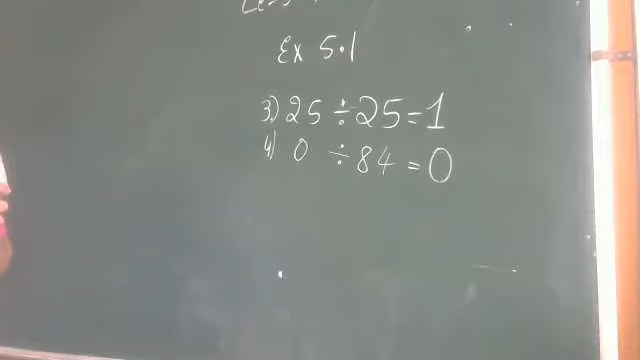 Ex 5.1
3) 25 ÷ 25 = 1
4) 0 ÷ 84 = 0